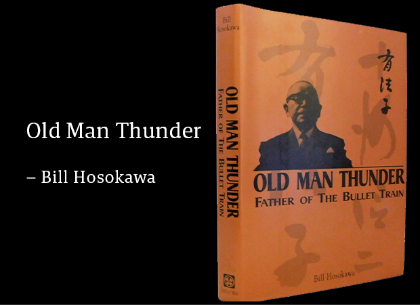 Old Man Thunder
– Bill Hosokawa
Bill
Hosokawa
OLD MAN THUNDER
FATHER OF THE BULLET TRAIN
有法子
OLD MAN THUNDER
FATHER OF THE BULLET TRAIN
Bill Hosokawa